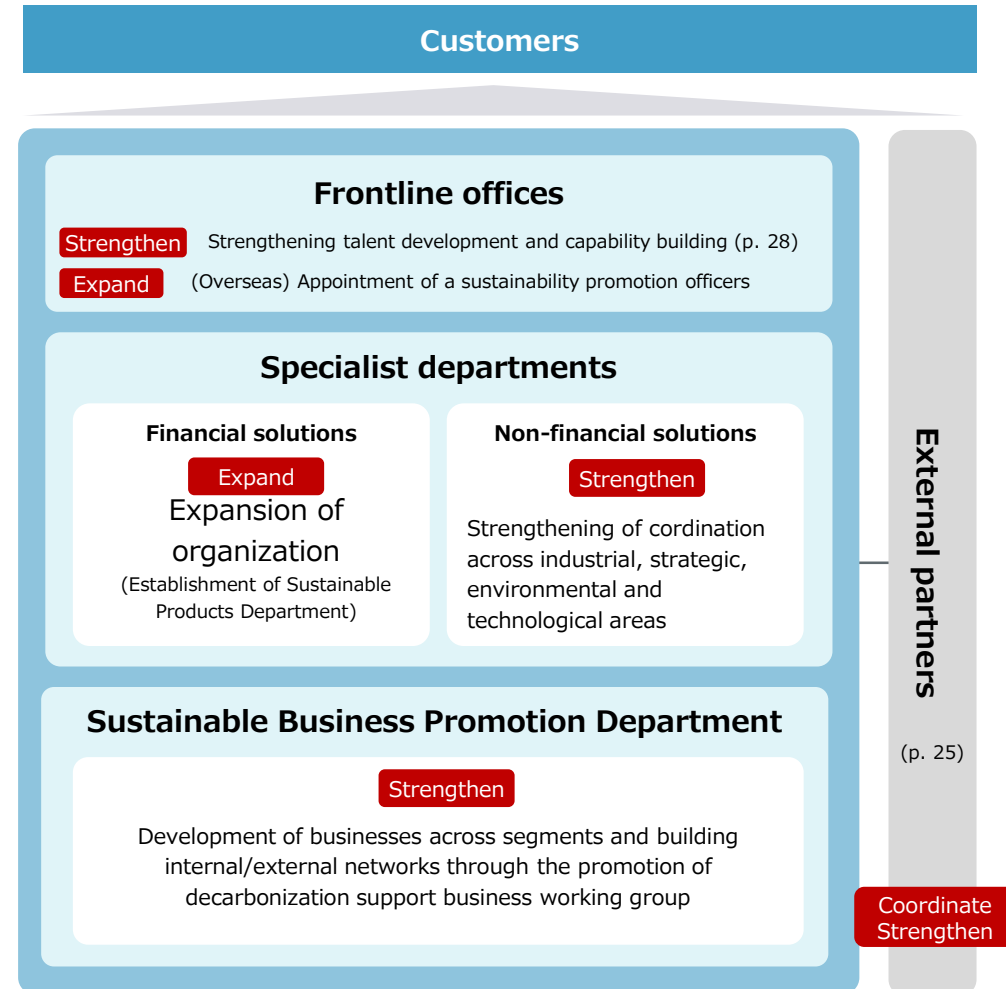 Customers
Frontline offices
Strengthen Strengthening talent development and capability building (p. 28)
Expand (Overseas) Appointment of a sustainability promotion officers
Specialist departments
Financial solutions
Expand
Expansion of
organization
(Establishment of Sustainable
Products Department)
Non-financial solutions
Strengthen
Strengthening of cordination
across industrial, strategic,
environmental and
technological areas
Sustainable Business Promotion Department
Strengthen
Development of businesses across segments and building
internal/external networks through the promotion of
decarbonization support business working group
External partners
(p. 25)
Coordinate
Strengthen